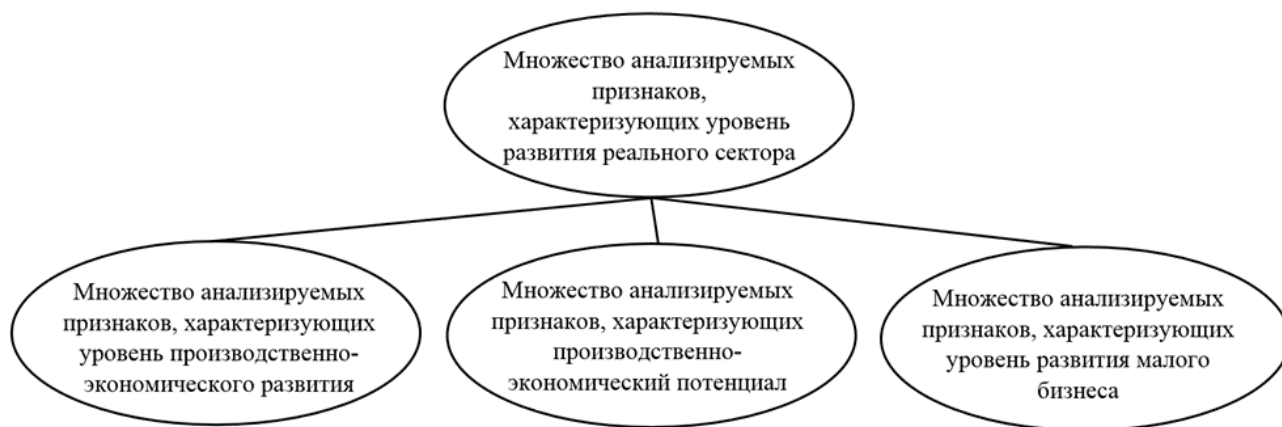 Множество анализируемых
признаков,
характеризующих уровень
развития реального сектора
Множество анализируемых
признаков, характеризующих
уровень производственно-
экономического развития
Множество анализируемых
признаков, характеризующих
производственно-
экономический потенциал
Множество анализируемых
признаков, характеризующих
уровень развития малого
бизнеса